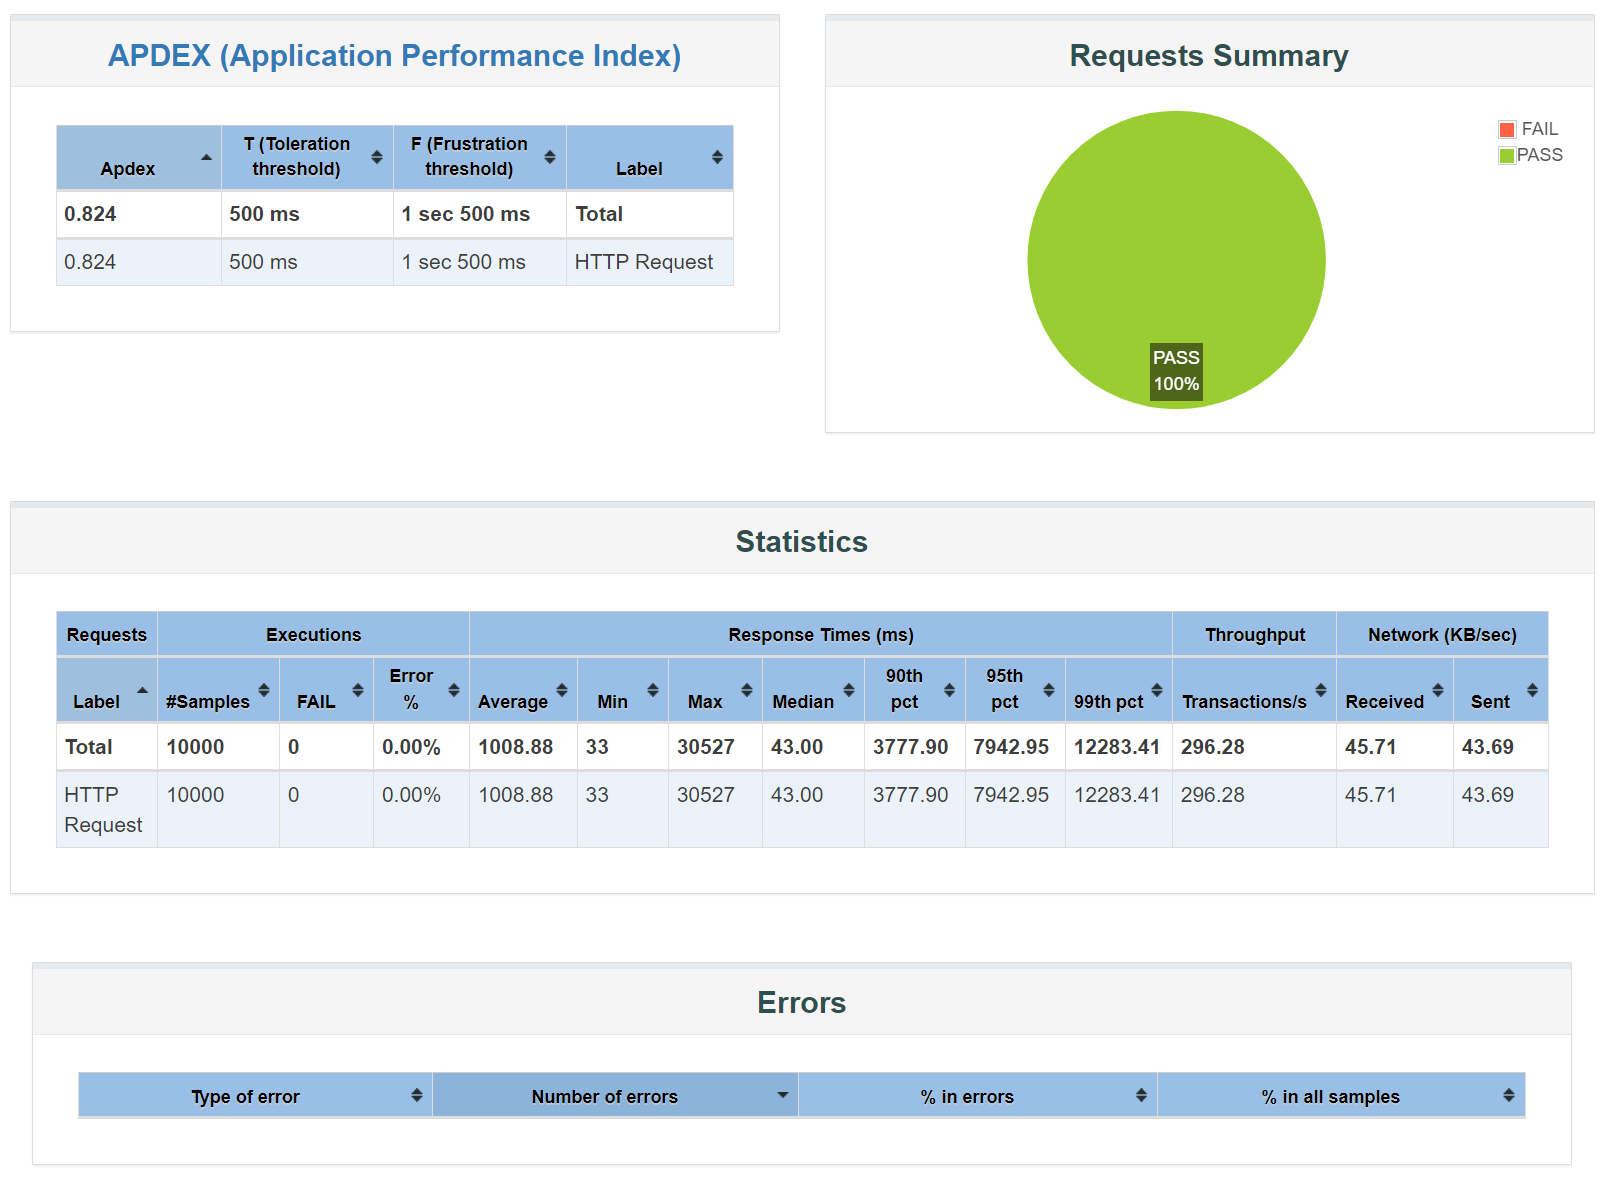 APDEX (Application Performance Index)
Apdex T (Toleration threshold) F (Frustration threshold) Label
0.824 500 ms 1 sec 500 ms Total
0.824 500 ms 1 sec 500 ms HTTP Request
Requests Summary
FAIL
PASS
PASS
100%
Statistics
Requests Executions Response Times (ms) Throughput Network (KB/sec)
Label #Samples FAIL Error % Average Min Max Median 90th pct 95th pct 99th pct Transactions/s Received Sent
Total 10000 0 0.00% 1008.88 33 30527 43.00 3777.90 7942.95 12283.41 296.28 45.71 43.69
HTTP Request 10000 0 0.00% 1008.88 33 30527 43.00 3777.90 7942.95 12283.41 296.28 45.71 43.69
Errors
Type of error Number of errors % in errors % in all samples